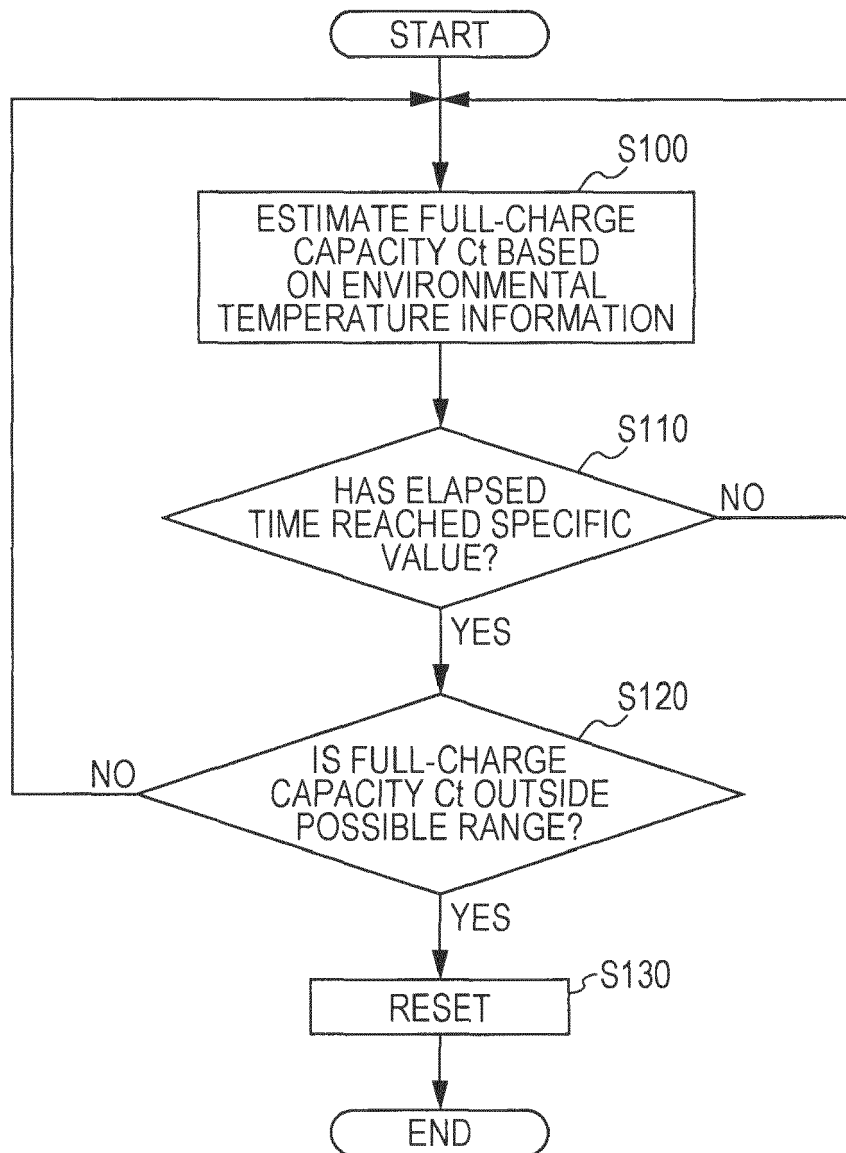 START
S100
ESTIMATE FULL-CHARGE
CAPACITY Ct BASED
ON ENVIRONMENTAL
TEMPERATURE INFORMATION
S110
HAS ELAPSED
TIME REACHED SPECIFIC
VALUE?
NO
YES
S120
IS FULL-CHARGE
CAPACITY Ct OUTSIDE
POSSIBLE RANGE?
NO
YES
S130
RESET
END